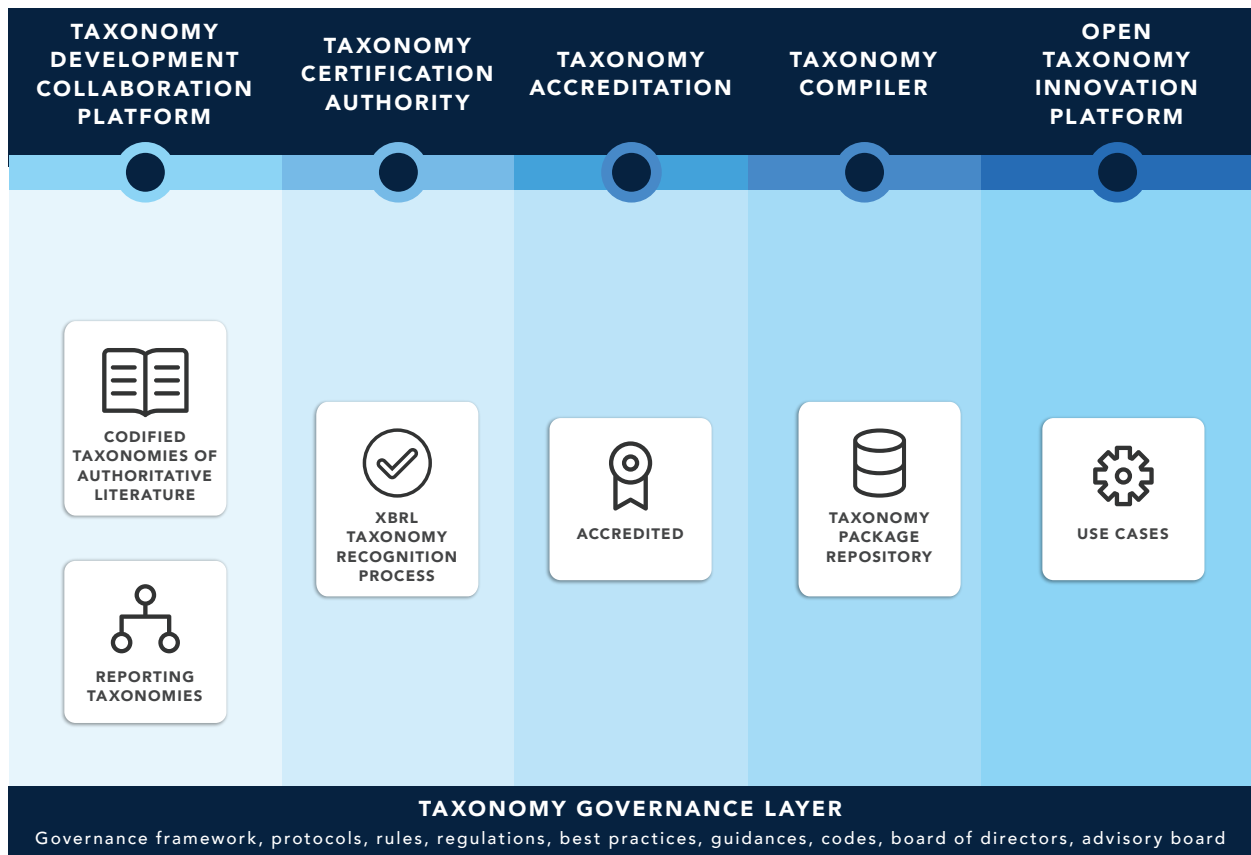 TAXONOMY
DEVELOPMENT
COLLABORATION
PLATFORM
TAXONOMY
CERTIFICATION
AUTHORITY
TAXONOMY
ACCREDITATION
TAXONOMY
COMPILER
OPEN
TAXONOMY
INNOVATION
PLATFORM
CODIFIED
TAXONOMIES OF
AUTHORITATIVE
LITERATURE
REPORTING
TAXONOMIES
XBRL
TAXONOMY
RECOGNITION
PROCESS
ACCREDITED
TAXONOMY
PACKAGE
REPOSITORY
USE CASES
TAXONOMY GOVERNANCE LAYER
Governance framework, protocols, rules, regulations, best practices, guidances, codes, board of directors, advisory board